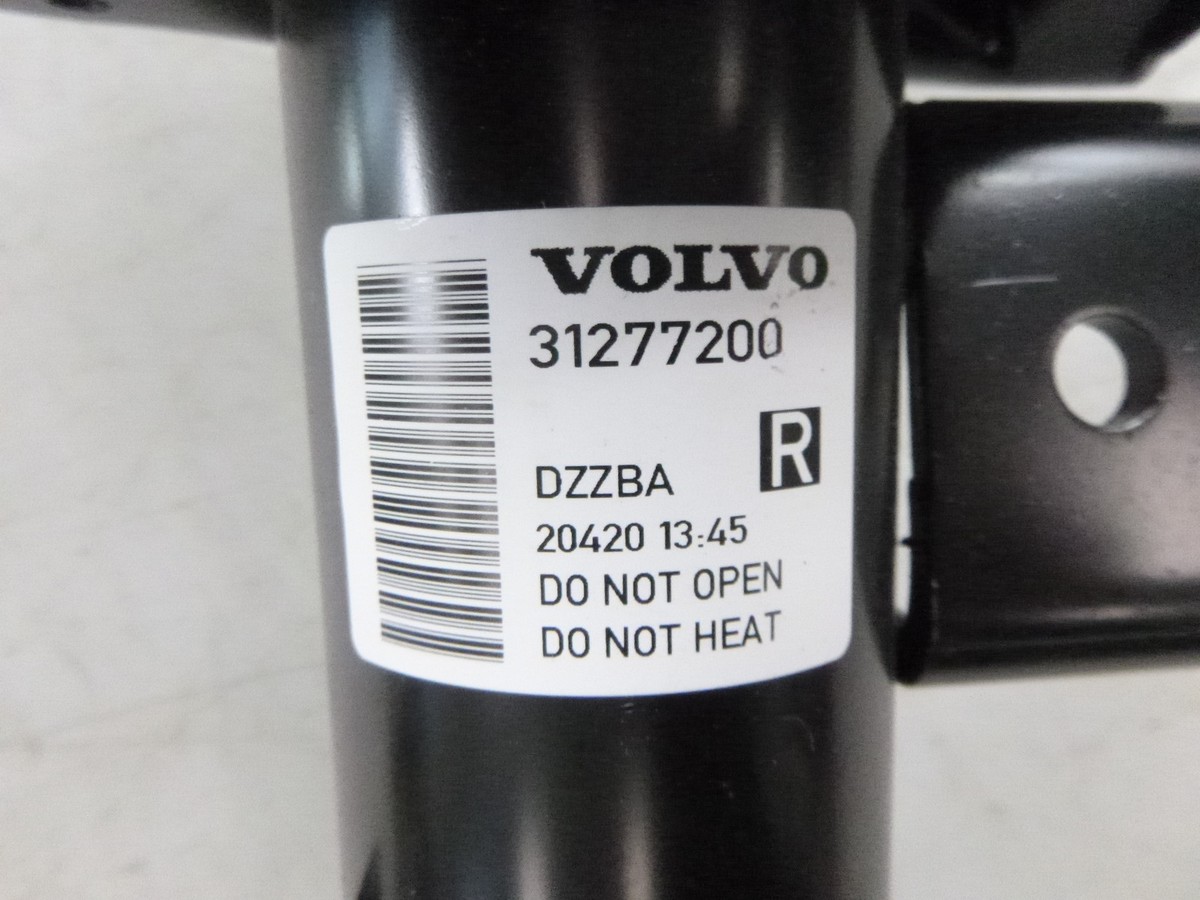 VOLVO
31277200
R
DZZBA
20420 13:45
DO NOT OPEN
DO NOT HEAT